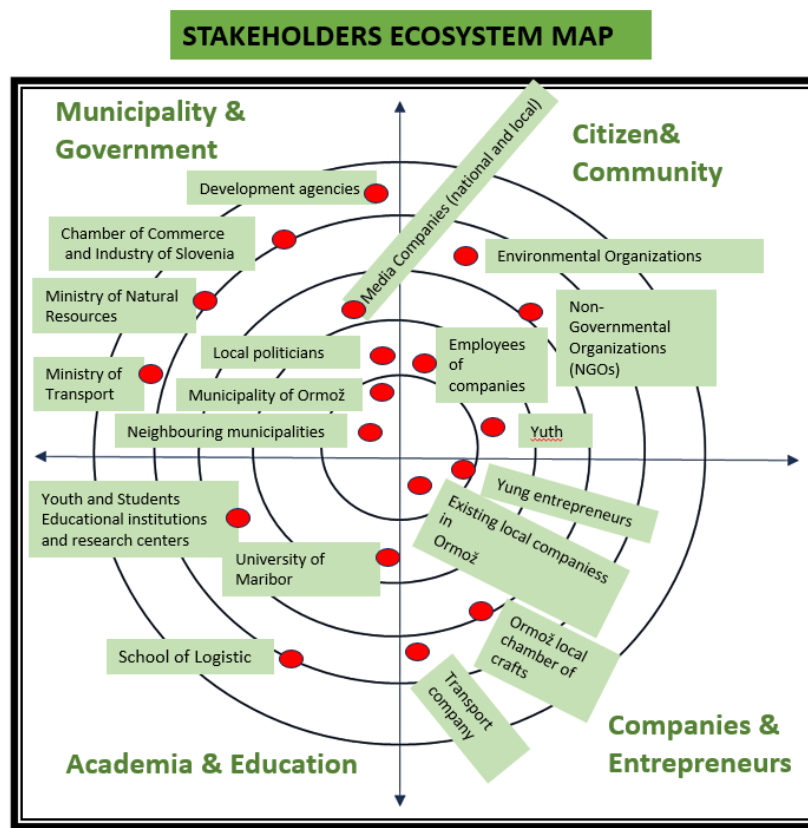 STAKEHOLDERS ECOSYSTEM MAP
Municipality &
Government
Citizen&
Community
Media Companies (national and local)
Development agencies
Chamber of Commerce
and Industry of Slovenia
Environmental Organizations
Ministry of Natural
Resources
Non-
Governmental
Organizations
(NGOs)
Local politicians
Employees
of
companies
Ministry of
Transport
Municipality of Ormož
Neighbouring municipalities
Yuth
Youth and Students
Educational institutions
and research centers
Yung entrepreneurs
Existing local companiess
in
Ormož
University of
Maribor
School of Logistic
Ormož local
chamber of
crafts
Transport
company
Academia & Education
Companies &
Entrepreneurs